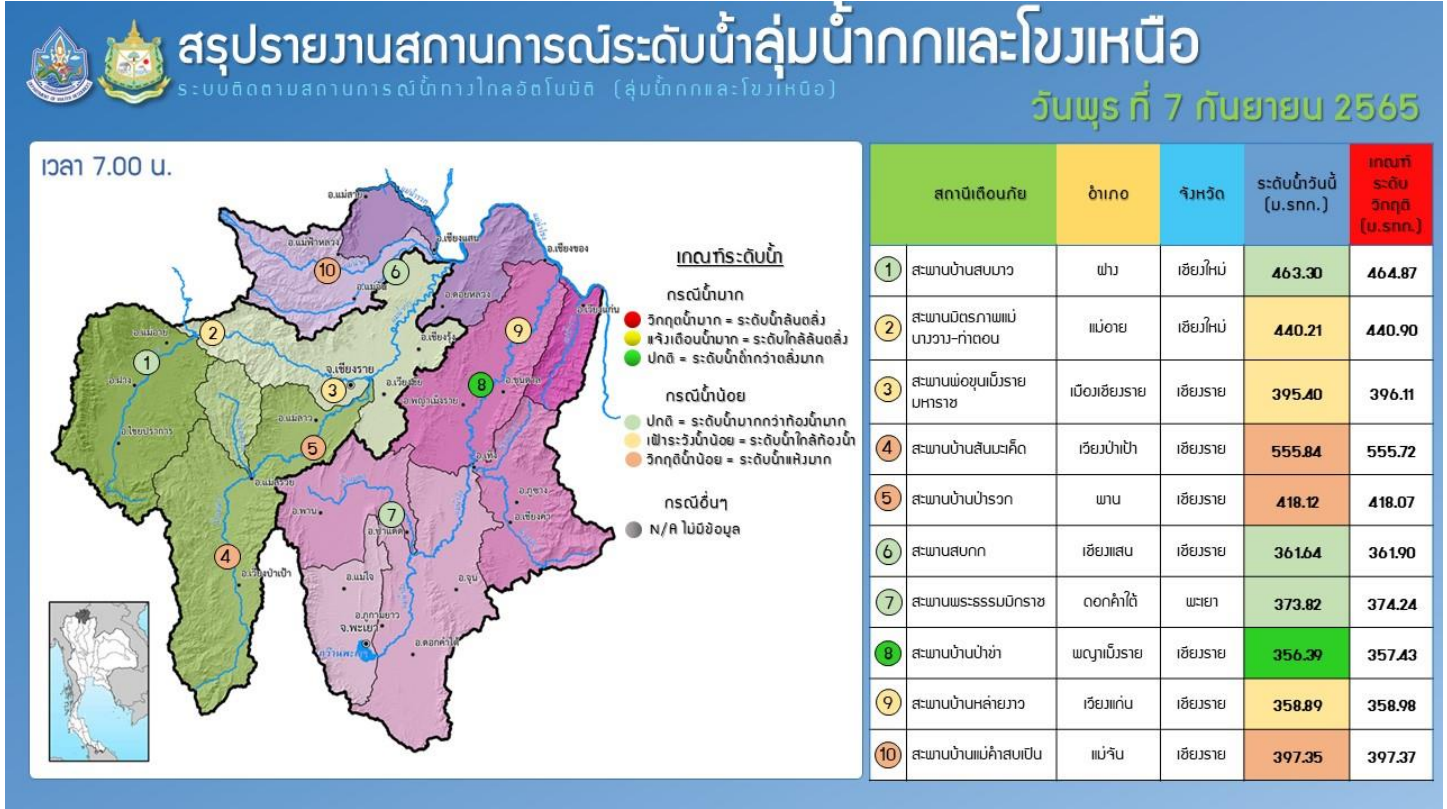 สรุปรายงานสถานการณ์ระดับน้ำลุ่มน้ำกกและโขงเหนือ
ระบบติดตามสถานการณ์น้ำทางไกลอัตโนมัติ (ลุ่มน้ำกกและโขงเหนือ)
วันพุธ ที่ 7 กันยายน 2565
เวลา 7.00 น.
อ.แม่สาย
อ.แม่ฟ้าหลวง
อ.เชียงแสน
อ.เชียงของ
10
6
อ.ดอยหลวง
อ.เวียงแก่น
อ.แม่อาย
2
9
อ.เชียงรุ้ง
1
จ.เชียงราย
อ.ฝาง
3
8
อ.ขุนตาล
อ.พญาเม็งราย
อ.แม่ลาว
อ.ไชยปราการ
5
อ.เทิง
อ.แม่สรวย
อ.ภูซาง
อ.พาน
7
อ.เชียงคำ
อ.ป่าแดด
4
อ.เวียงป่าเป้า
อ.แม่ใจ
อ.จุน
อ.ภูกามยาว
จ.พะเยา
อ.ดอกคำใต้
กว๊านพะเยา
เกณฑ์ระดับน้ำ
กรณีน้ำมาก
วิกฤตน้ำมาก = ระดับน้ำล้นตลิ่ง
แจ้งเตือนน้ำมาก = ระดับใกล้ล้นตลิ่ง
ปกติ = ระดับน้ำต่ำกว่าตลิ่งมาก
กรณีน้ำน้อย
ปกติ = ระดับน้ำมากกว่าท้องน้ำมาก
เฝ้าระวังน้ำน้อย = ระดับน้ำใกล้ท้องน้ำ
วิกฤติน้ำน้อย = ระดับน้ำแห้งมาก
กรณีอื่นๆ
N/A ไม่มีข้อมูล
สถานีเตือนภัย อำเภอ จังหวัด ระดับน้ำวันนี้ (ม.รทก.) เกณฑ์ระดับวิกฤติ (ม.รทก.)
1 สะพานบ้านสบมาว ฝาง เชียงใหม่ 463.30 464.87
2 สะพานมิตรภาพแม่นางวาง-ท่าตอน แม่อาย เชียงใหม่ 440.21 440.90
3 สะพานพ่อขุนเม็งรายมหาราช เมืองเชียงราย เชียงราย 395.40 396.11
4 สะพานบ้านสันมะเค็ด เวียงป่าเป้า เชียงราย 555.84 555.72
5 สะพานบ้านป่ารวก พาน เชียงราย 418.12 418.07
6 สะพานสบกก เชียงแสน เชียงราย 361.64 361.90
7 สะพานพระธรรมมิกราช ดอกคำใต้ พะเยา 373.82 374.24
8 สะพานบ้านป่าข่า พญาเม็งราย เชียงราย 356.39 357.43
9 สะพานบ้านหล่ายงาว เวียงแก่น เชียงราย 358.89 358.98
10 สะพานบ้านแม่คำสบเปิน แม่จัน เชียงราย 397.35 397.37